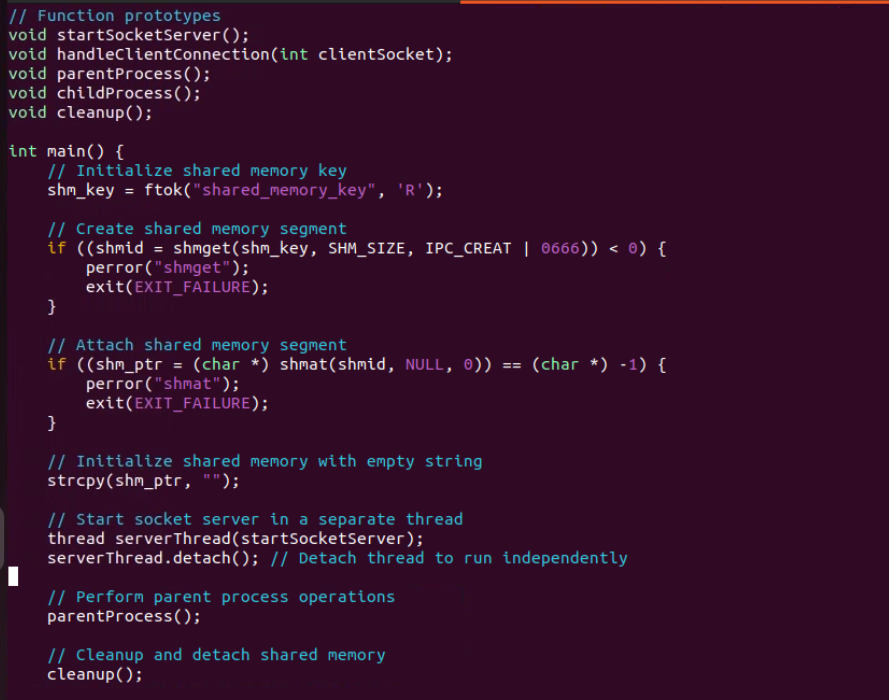 // Function prototypes
void startSocketServer();
void handleClientConnection(int clientSocket);
void parentProcess();
void childProcess();
void cleanup();
int main() {
// Initialize shared memory key
shm_key = ftok("shared_memory_key", 'R');
// Create shared memory segment
if ((shmid = shmget(shm_key, SHM_SIZE, IPC_CREAT | 0666)) < 0) {
perror("shmget");
exit(EXIT_FAILURE);
}
// Attach shared memory segment
if ((shm_ptr = (char *) shmat(shmid, NULL, 0)) == (char *) -1) {
perror("shmat");
exit(EXIT_FAILURE);
}
// Initialize shared memory with empty string
strcpy(shm_ptr, "");
// Start socket server in a separate thread
thread serverThread(startSocketServer);
serverThread.detach(); // Detach thread to run independently
// Perform parent process operations
parentProcess();
// Cleanup and detach shared memory
cleanup();